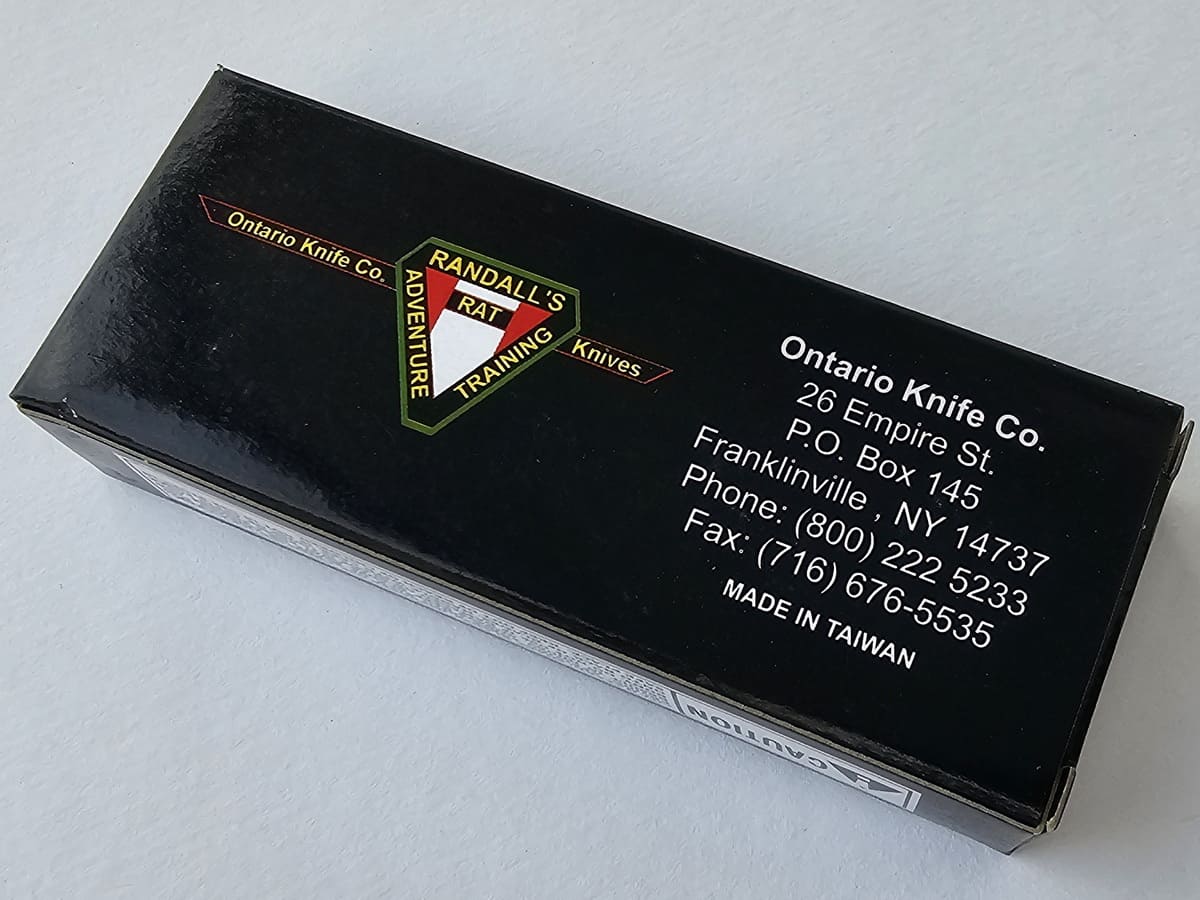 Ontario Knife Co.
RANDALL'S
ADVENTURE
TRAINING
RAT
Knives
Ontario Knife Co.
26 Empire St.
P.O. Box 145
Franklinville , NY 14737
Phone: (800) 222 5233
Fax: (716) 676-5535
MADE IN TAIWAN
CAUTION